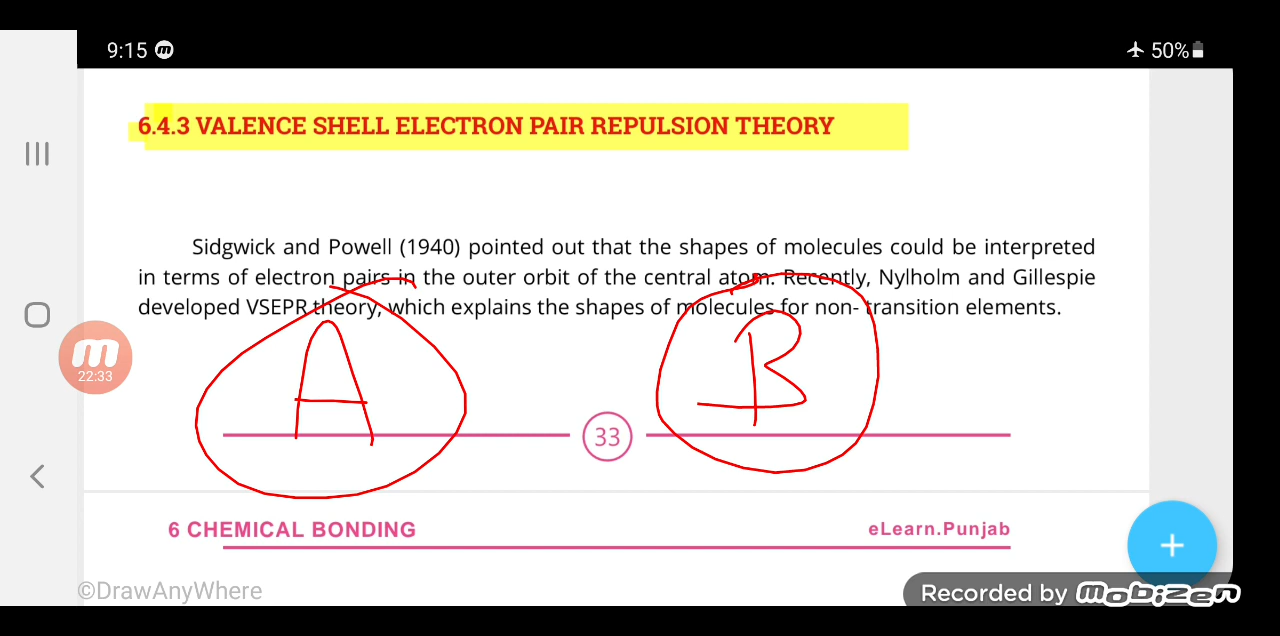 9:15
50%
6.4.3 VALENCE SHELL ELECTRON PAIR REPULSION THEORY
Sidgwick and Powell (1940) pointed out that the shapes of molecules could be interpreted
in terms of electron pairs in the outer orbit of the central atom. Recently, Nylholm and Gillespie
developed VSEPR theory, which explains the shapes of molecules for non- transition elements.
22:33
A B
33
6 CHEMICAL BONDING eLearn.Punjab
©DrawAnyWhere
Recorded by mobizen